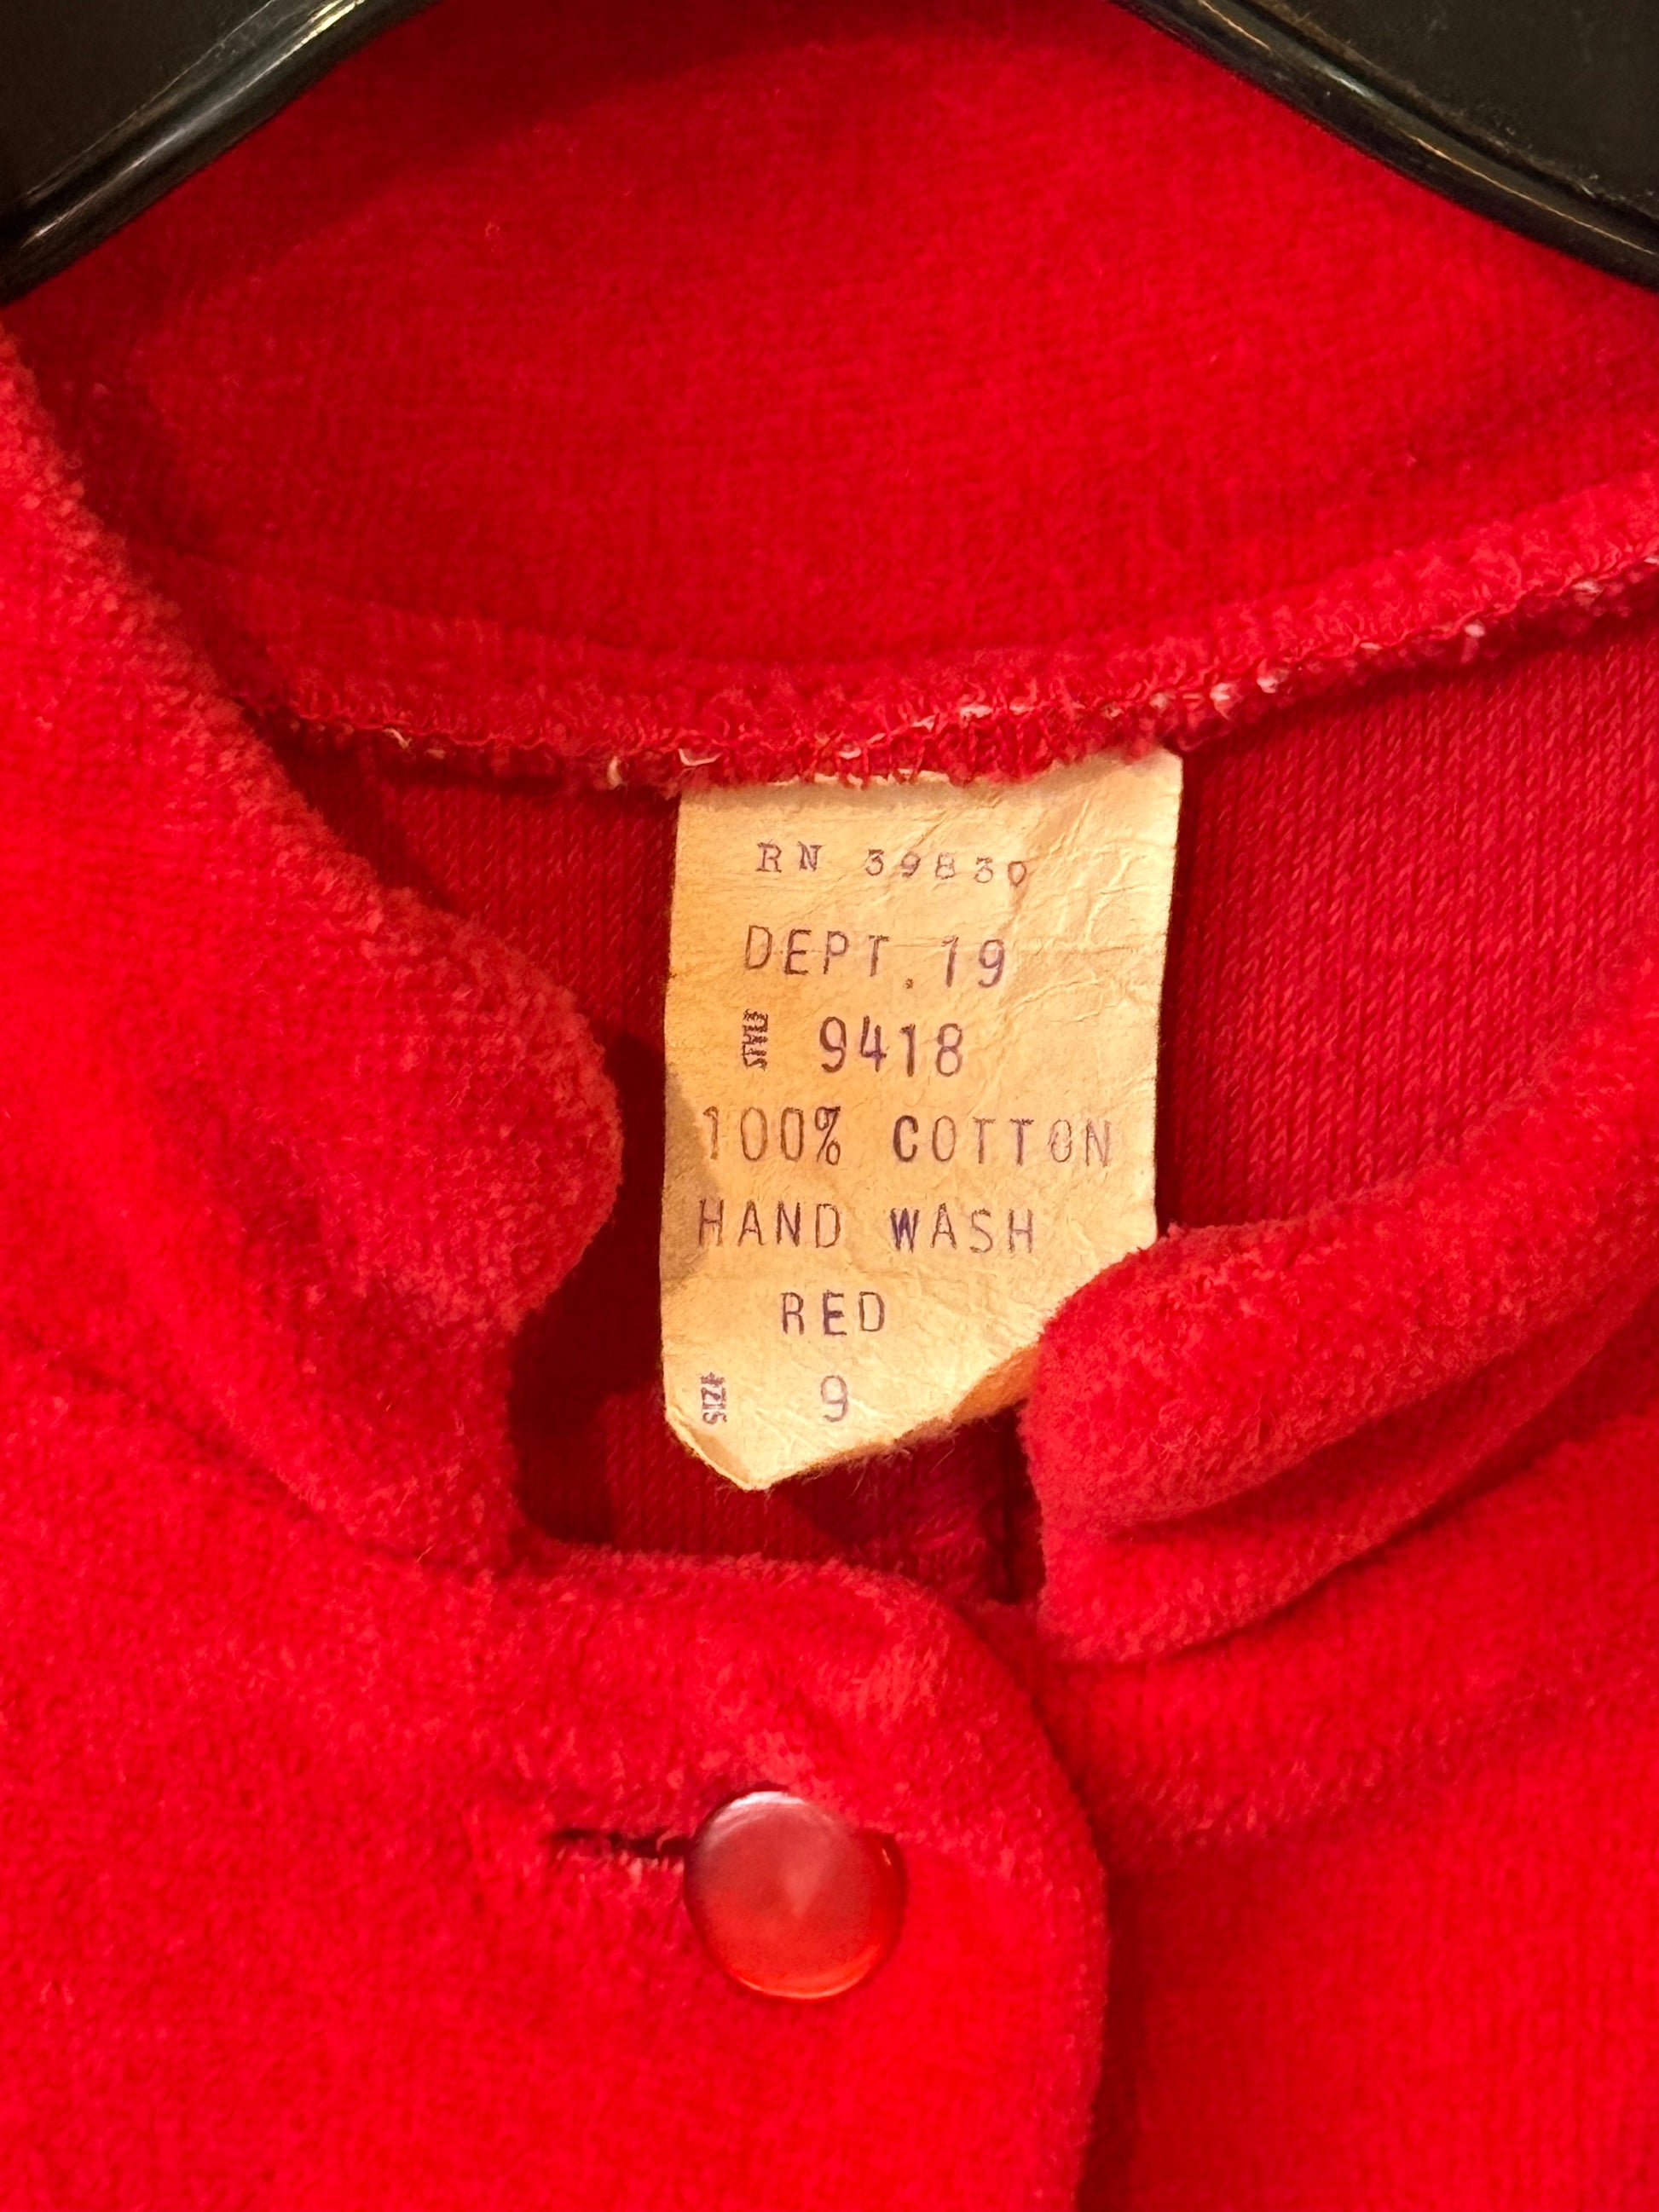 RN 39830
DEPT. 19
STYLE 9418
100% COTTON
HAND WASH
RED
SIZE 9